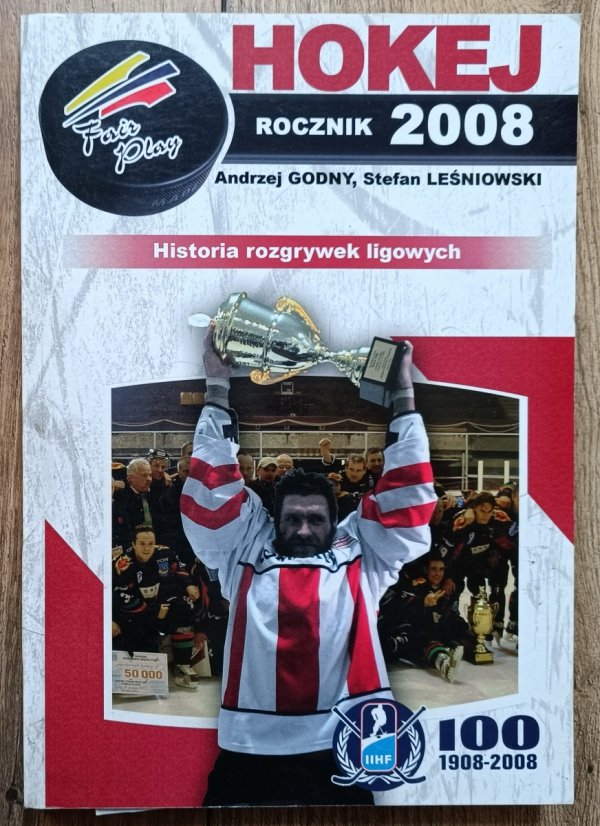 HOKEJ
ROCZNIK 2008
Andrzej GODNY, Stefan LEŚNIOWSKI
Fair
Play
Historia rozgrywek ligowych
50 000
IIHF
100
1908-2008